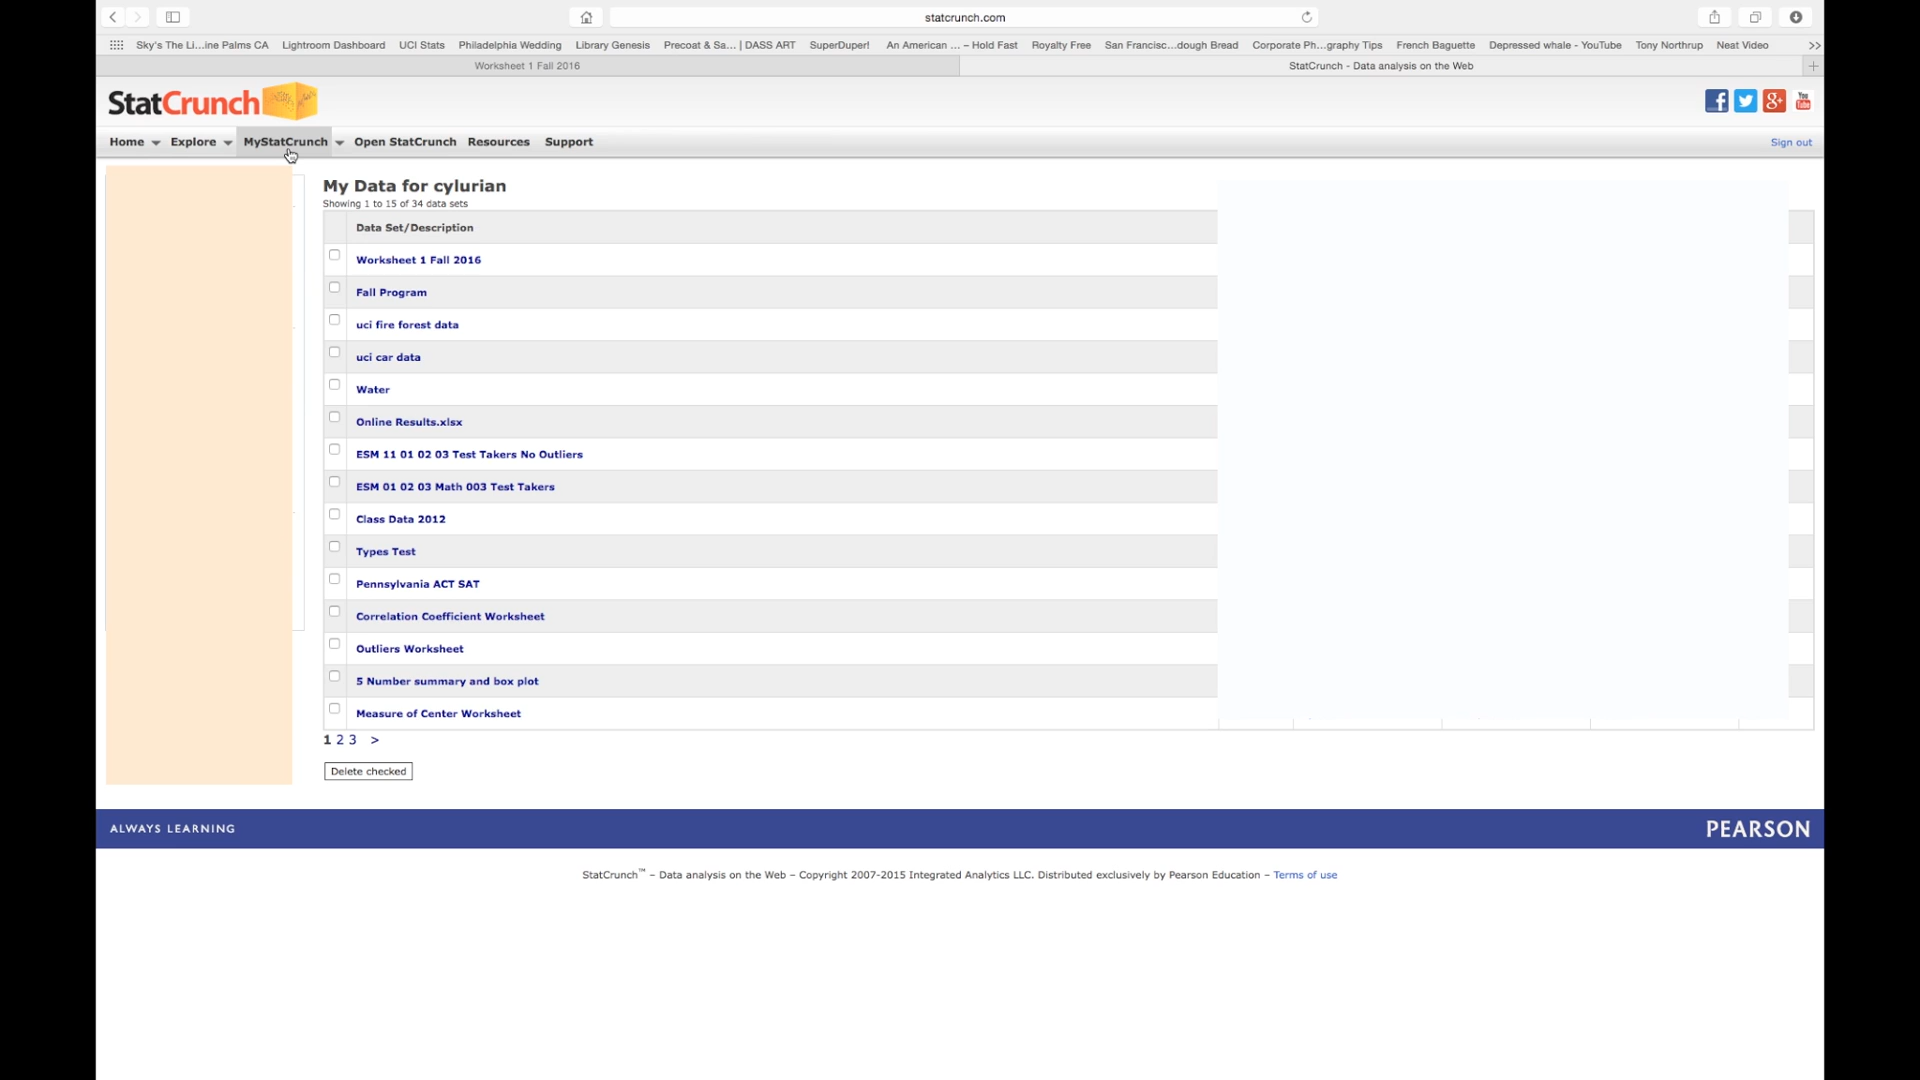 statcrunch.com
Sky's The Li...ine Palms CA Lightroom Dashboard UCI Stats Philadelphia Wedding Library Genesis Precoat & Sa... | DASS ART SuperDuper! An American ... – Hold Fast Royalty Free San Francisc...dough Bread Corporate Ph...graphy Tips French Baguette Depressed whale - YouTube Tony Northrup Neat Video >>
Worksheet 1 Fall 2016 StatCrunch - Data analysis on the Web
StatCrunch
Home Explore MyStatCrunch Open StatCrunch Resources Support Sign out
My Data for cylurian
Showing 1 to 15 of 34 data sets
Data Set/Description
Worksheet 1 Fall 2016
Fall Program
uci fire forest data
uci car data
Water
Online Results.xlsx
ESM 11 01 02 03 Test Takers No Outliers
ESM 01 02 03 Math 003 Test Takers
Class Data 2012
Types Test
Pennsylvania ACT SAT
Correlation Coefficient Worksheet
Outliers Worksheet
5 Number summary and box plot
Measure of Center Worksheet
1 2 3 >
Delete checked
ALWAYS LEARNING PEARSON
StatCrunch™ – Data analysis on the Web – Copyright 2007-2015 Integrated Analytics LLC. Distributed exclusively by Pearson Education – Terms of use